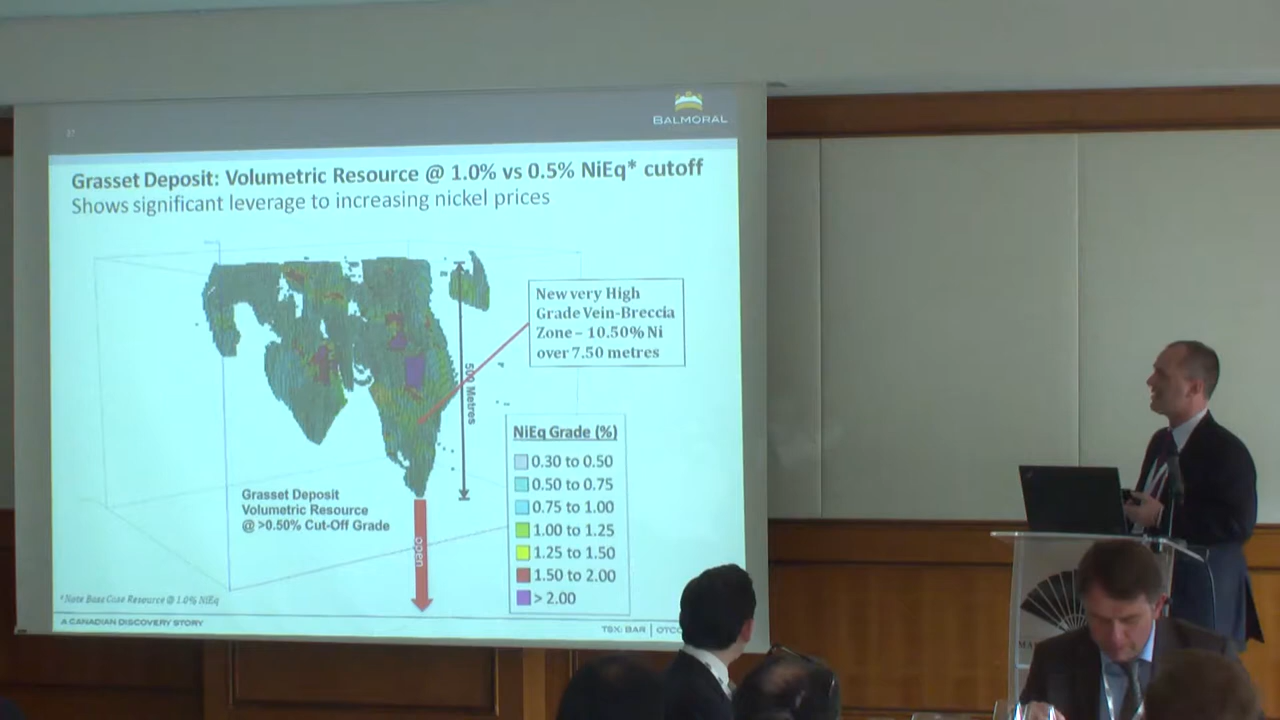 27
BALMORAL
Grasset Deposit: Volumetric Resource @ 1.0% vs 0.5% NiEq* cutoff
Shows significant leverage to increasing nickel prices
New very High
Grade Vein-Breccia
Zone – 10.50% Ni
over 7.50 metres
500 Metres
NiEq Grade (%)
0.30 to 0.50
0.50 to 0.75
0.75 to 1.00
1.00 to 1.25
1.25 to 1.50
1.50 to 2.00
> 2.00
Grasset Deposit
Volumetric Resource
@ >0.50% Cut-Off Grade
open
*Note Base Case Resource @ 1.0% NiEq
A CANADIAN DISCOVERY STORY
TSX: BAR | OTC